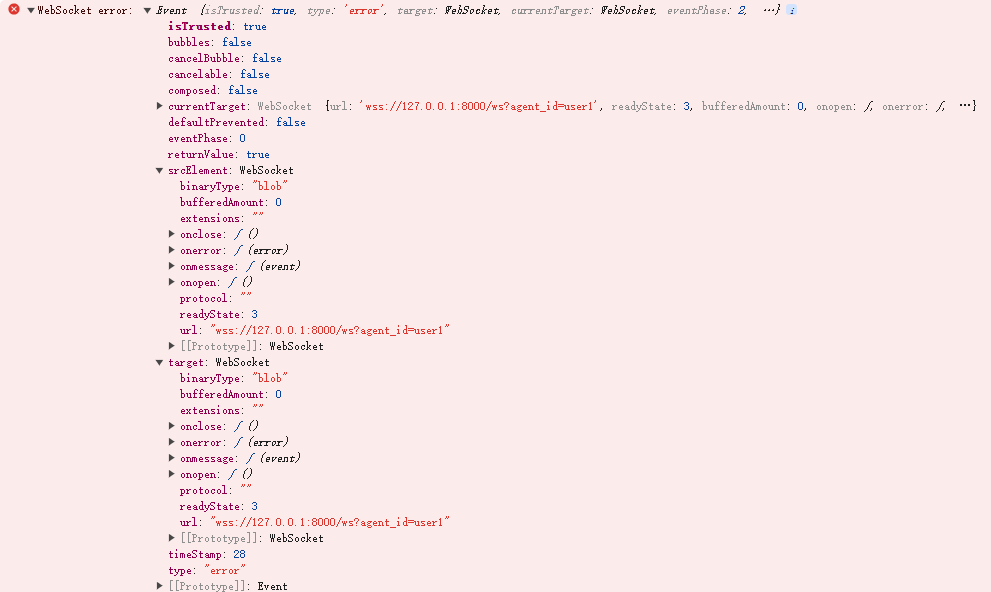 WebSocket error: Event {isTrusted: true, type: 'error', target: WebSocket, currentTarget: WebSocket, eventPhase: 2, …} i
isTrusted: true
bubbles: false
cancelBubble: false
cancelable: false
composed: false
currentTarget: WebSocket {url: 'wss://127.0.0.1:8000/ws?agent_id=user1', readyState: 3, bufferedAmount: 0, onopen: ƒ, onerror: ƒ, …}
defaultPrevented: false
eventPhase: 0
returnValue: true
srcElement: WebSocket
binaryType: "blob"
bufferedAmount: 0
extensions: ""
onclose: ƒ ()
onerror: ƒ (error)
onmessage: ƒ (event)
onopen: ƒ ()
protocol: ""
readyState: 3
url: "wss://127.0.0.1:8000/ws?agent_id=user1"
[[Prototype]]: WebSocket
target: WebSocket
binaryType: "blob"
bufferedAmount: 0
extensions: ""
onclose: ƒ ()
onerror: ƒ (error)
onmessage: ƒ (event)
onopen: ƒ ()
protocol: ""
readyState: 3
url: "wss://127.0.0.1:8000/ws?agent_id=user1"
[[Prototype]]: WebSocket
timeStamp: 28
type: "error"
[[Prototype]]: Event